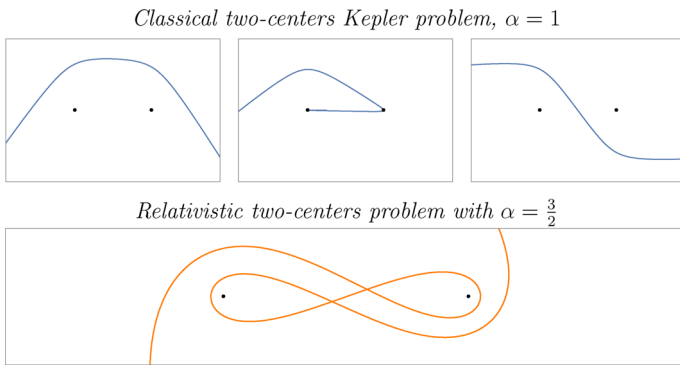 Classical two-centers Kepler problem, α = 1
Relativistic two-centers problem with α = 3/2